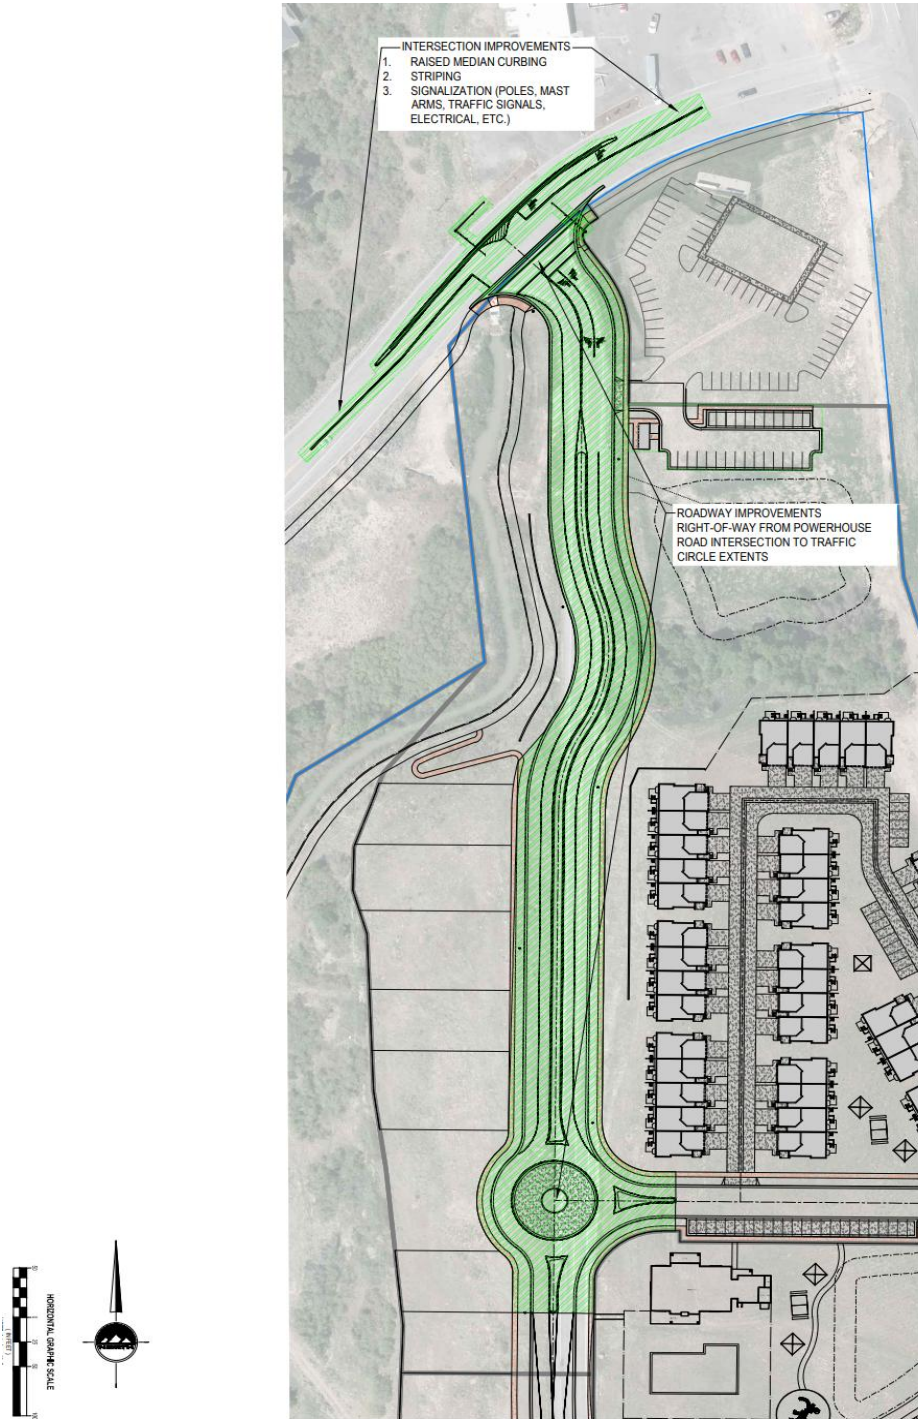 INTERSECTION IMPROVEMENTS
1. RAISED MEDIAN CURBING
2. STRIPING
3. SIGNALIZATION (POLES, MAST
ARMS, TRAFFIC SIGNALS,
ELECTRICAL, ETC.)
ROADWAY IMPROVEMENTS
RIGHT-OF-WAY FROM POWERHOUSE
ROAD INTERSECTION TO TRAFFIC
CIRCLE EXTENTS
HORIZONTAL GRAPHIC SCALE